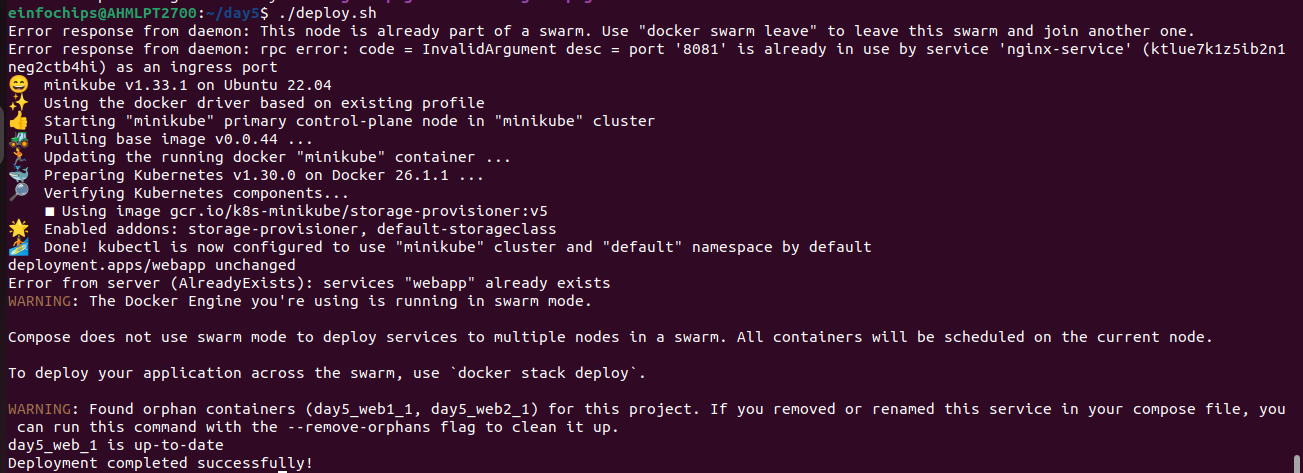 einfochips@AHMLPT2700:~/day5$ ./deploy.sh
Error response from daemon: This node is already part of a swarm. Use "docker swarm leave" to leave this swarm and join another one.
Error response from daemon: rpc error: code = InvalidArgument desc = port '8081' is already in use by service 'nginx-service' (ktlue7k1z5ib2n1
neg2ctb4hi) as an ingress port
😄 minikube v1.33.1 on Ubuntu 22.04
✨ Using the docker driver based on existing profile
👍 Starting "minikube" primary control-plane node in "minikube" cluster
🚜 Pulling base image v0.0.44 ...
🏃 Updating the running docker "minikube" container ...
🐳 Preparing Kubernetes v1.30.0 on Docker 26.1.1 ...
🔎 Verifying Kubernetes components...
■ Using image gcr.io/k8s-minikube/storage-provisioner:v5
🌟 Enabled addons: storage-provisioner, default-storageclass
🏄 Done! kubectl is now configured to use "minikube" cluster and "default" namespace by default
deployment.apps/webapp unchanged
Error from server (AlreadyExists): services "webapp" already exists
WARNING: The Docker Engine you're using is running in swarm mode.
Compose does not use swarm mode to deploy services to multiple nodes in a swarm. All containers will be scheduled on the current node.
To deploy your application across the swarm, use `docker stack deploy`.
WARNING: Found orphan containers (day5_web1_1, day5_web2_1) for this project. If you removed or renamed this service in your compose file, you
can run this command with the --remove-orphans flag to clean it up.
day5_web_1 is up-to-date
Deployment completed successfully!